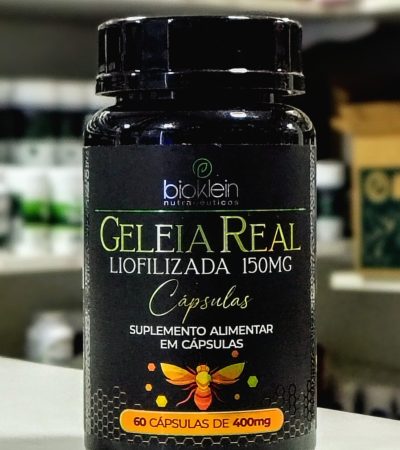 bioklein
nutracêuticos
GELEIA REAL
LIOFILIZADA 150MG
Cápsulas
SUPLEMENTO ALIMENTAR
EM CÁPSULAS
60 CÁPSULAS DE 400mg